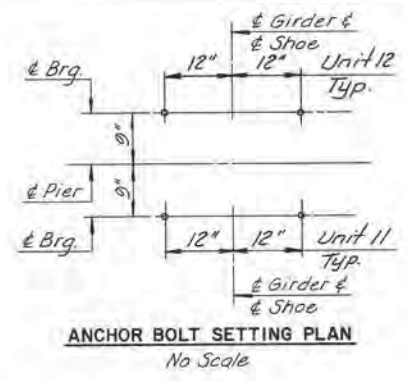 ℄ Girder &
℄ Shoe
℄ Brg.
12"
12"
Unit 12
Typ.
9"
℄ Pier
9"
℄ Brg.
12"
12"
Unit 11
Typ.
℄ Girder &
℄ Shoe
ANCHOR BOLT SETTING PLAN
No Scale